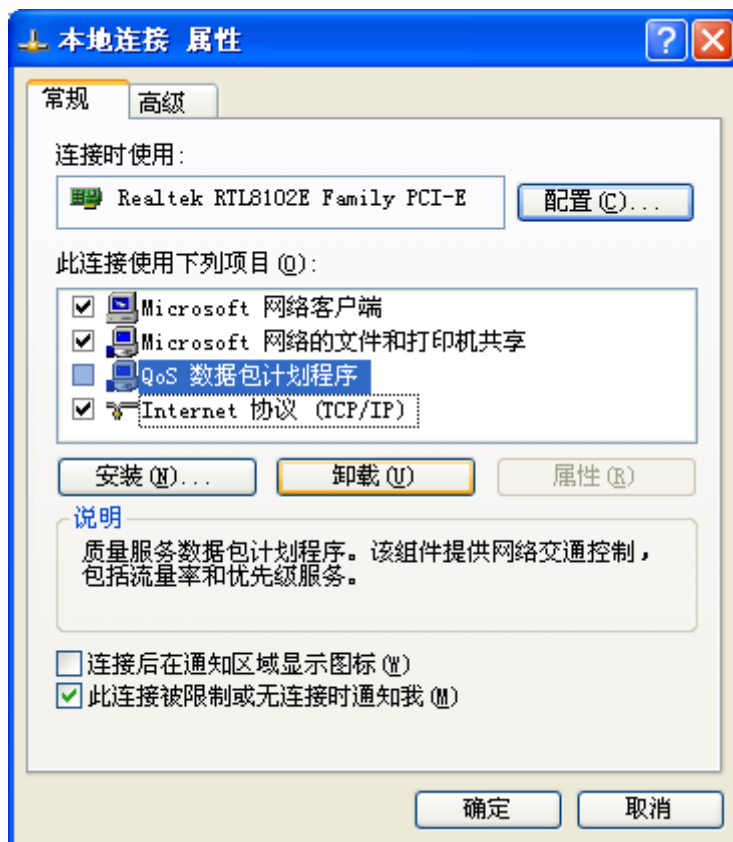 本地连接 属性
常规
高级
连接时使用:
Realtek RTL8102E Family PCI-E
配置(C)...
此连接使用下列项目(O):
Microsoft 网络客户端
Microsoft 网络的文件和打印机共享
QoS 数据包计划程序
Internet 协议 (TCP/IP)
安装(N)...
卸载(U)
属性(R)
说明
质量服务数据包计划程序。该组件提供网络交通控制，
包括流量率和优先级服务。
连接后在通知区域显示图标(W)
此连接被限制或无连接时通知我(M)
确定
取消